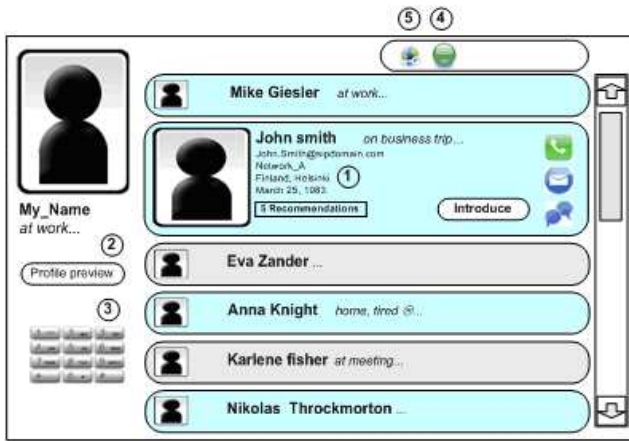 5 4
Mike Giesler at work...
John smith on business trip...
John.Smith@sipdomain.com
Network_A
Finland, Helsinki
March 25, 1983
1
5 Recommendations
Introduce
My_Name
at work...
2
Profile preview
3
Eva Zander ...
Anna Knight home, tired ☹...
Karlene fisher at meeting...
Nikolas Throckmorton ...